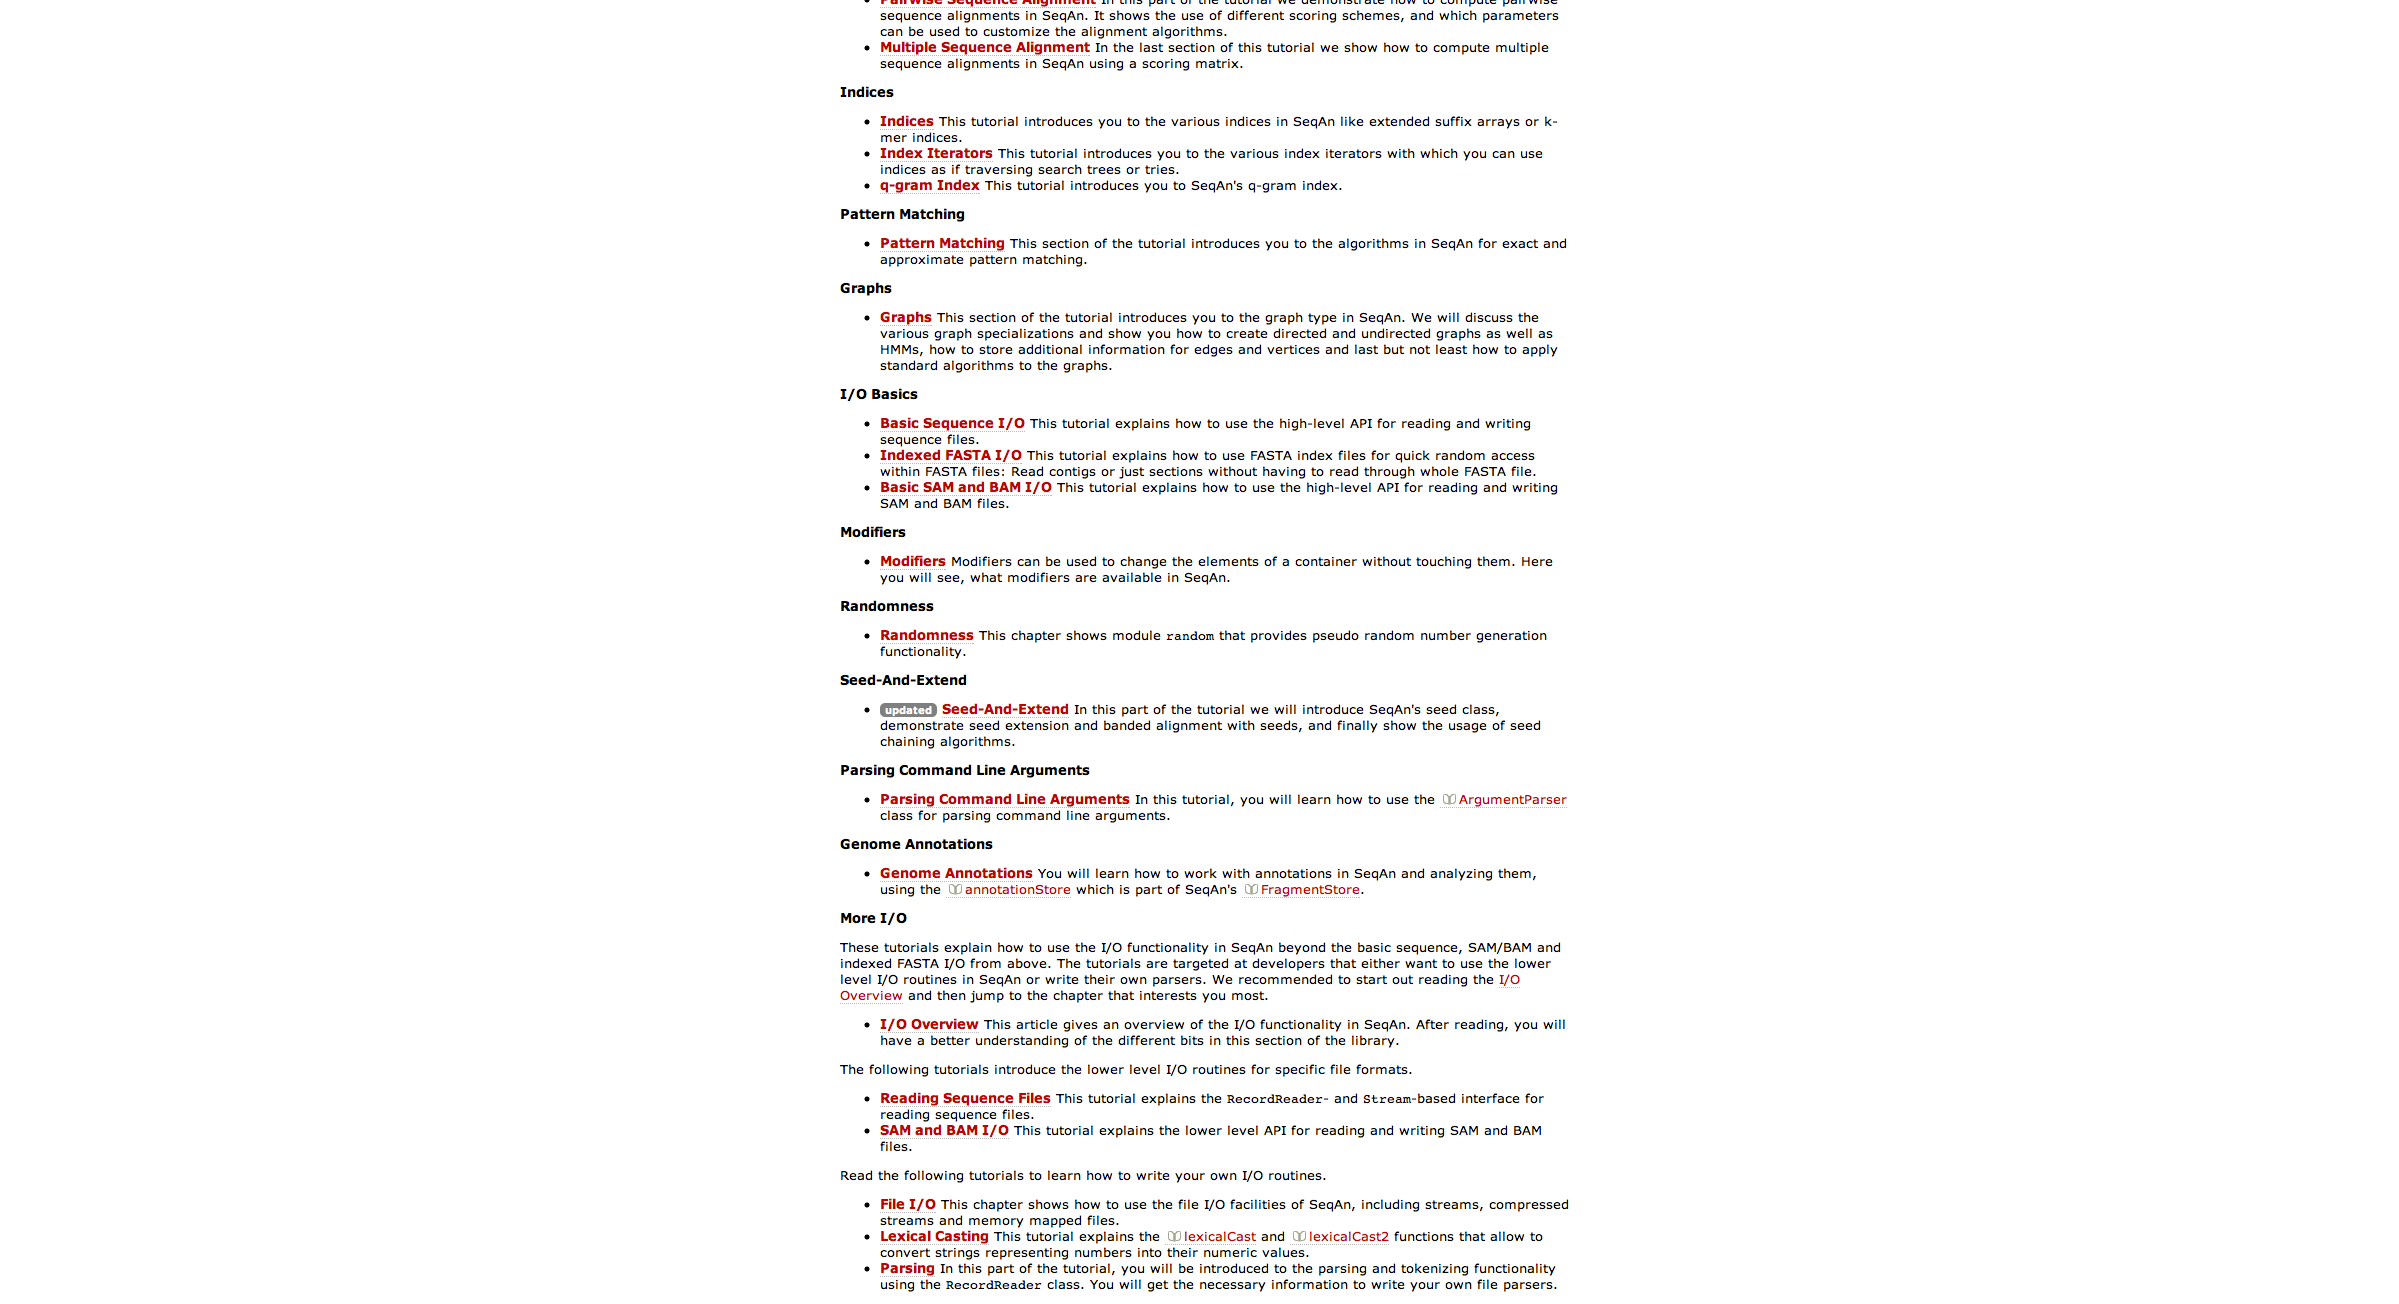 Pairwise Sequence Alignment In this part of the tutorial we demonstrate how to compute pairwise
sequence alignments in SeqAn. It shows the use of different scoring schemes, and which parameters
can be used to customize the alignment algorithms.
Multiple Sequence Alignment In the last section of this tutorial we show how to compute multiple
sequence alignments in SeqAn using a scoring matrix.
Indices
Indices This tutorial introduces you to the various indices in SeqAn like extended suffix arrays or k-
mer indices.
Index Iterators This tutorial introduces you to the various index iterators with which you can use
indices as if traversing search trees or tries.
q-gram Index This tutorial introduces you to SeqAn's q-gram index.
Pattern Matching
Pattern Matching This section of the tutorial introduces you to the algorithms in SeqAn for exact and
approximate pattern matching.
Graphs
Graphs This section of the tutorial introduces you to the graph type in SeqAn. We will discuss the
various graph specializations and show you how to create directed and undirected graphs as well as
HMMs, how to store additional information for edges and vertices and last but not least how to apply
standard algorithms to the graphs.
I/O Basics
Basic Sequence I/O This tutorial explains how to use the high-level API for reading and writing
sequence files.
Indexed FASTA I/O This tutorial explains how to use FASTA index files for quick random access
within FASTA files: Read contigs or just sections without having to read through whole FASTA file.
Basic SAM and BAM I/O This tutorial explains how to use the high-level API for reading and writing
SAM and BAM files.
Modifiers
Modifiers Modifiers can be used to change the elements of a container without touching them. Here
you will see, what modifiers are available in SeqAn.
Randomness
Randomness This chapter shows module random that provides pseudo random number generation
functionality.
Seed-And-Extend
updated Seed-And-Extend In this part of the tutorial we will introduce SeqAn's seed class,
demonstrate seed extension and banded alignment with seeds, and finally show the usage of seed
chaining algorithms.
Parsing Command Line Arguments
Parsing Command Line Arguments In this tutorial, you will learn how to use the ArgumentParser
class for parsing command line arguments.
Genome Annotations
Genome Annotations You will learn how to work with annotations in SeqAn and analyzing them,
using the annotationStore which is part of SeqAn's FragmentStore.
More I/O
These tutorials explain how to use the I/O functionality in SeqAn beyond the basic sequence, SAM/BAM and
indexed FASTA I/O from above. The tutorials are targeted at developers that either want to use the lower
level I/O routines in SeqAn or write their own parsers. We recommended to start out reading the I/O
Overview and then jump to the chapter that interests you most.
I/O Overview This article gives an overview of the I/O functionality in SeqAn. After reading, you will
have a better understanding of the different bits in this section of the library.
The following tutorials introduce the lower level I/O routines for specific file formats.
Reading Sequence Files This tutorial explains the RecordReader- and Stream-based interface for
reading sequence files.
SAM and BAM I/O This tutorial explains the lower level API for reading and writing SAM and BAM
files.
Read the following tutorials to learn how to write your own I/O routines.
File I/O This chapter shows how to use the file I/O facilities of SeqAn, including streams, compressed
streams and memory mapped files.
Lexical Casting This tutorial explains the lexicalCast and lexicalCast2 functions that allow to
convert strings representing numbers into their numeric values.
Parsing In this part of the tutorial, you will be introduced to the parsing and tokenizing functionality
using the RecordReader class. You will get the necessary information to write your own file parsers.